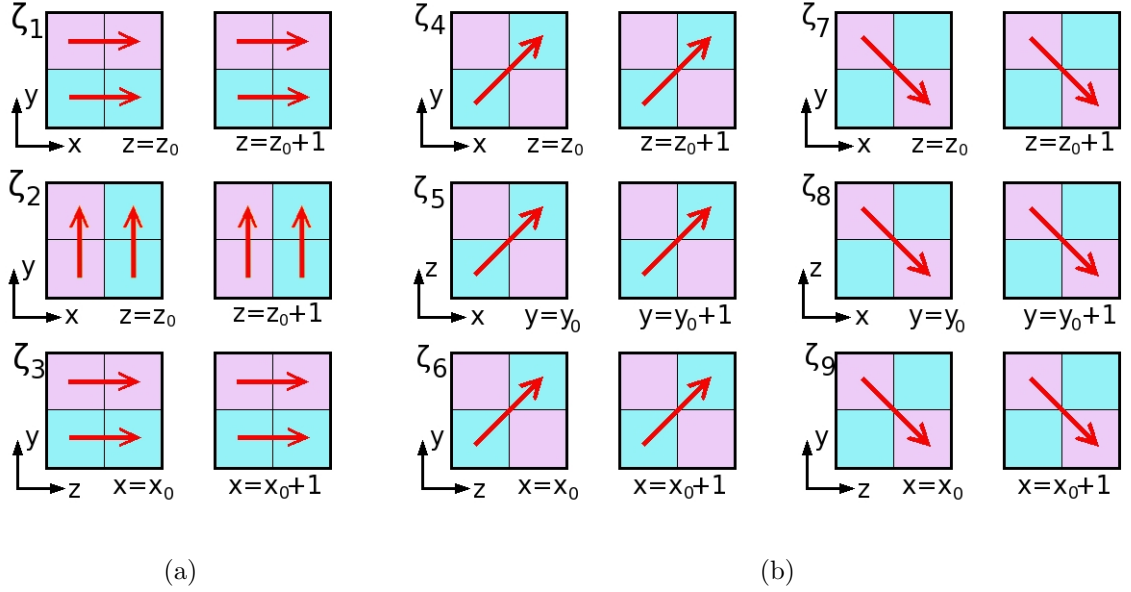 ζ1 ζ4 ζ7
y y y
x z=z0 z=z0+1 x z=z0 z=z0+1 x z=z0 z=z0+1
ζ2 ζ5 ζ8
y z z
x z=z0 z=z0+1 x y=y0 y=y0+1 x y=y0 y=y0+1
ζ3 ζ6 ζ9
y y y
z x=x0 x=x0+1 z x=x0 x=x0+1 z x=x0 x=x0+1
(a) (b)